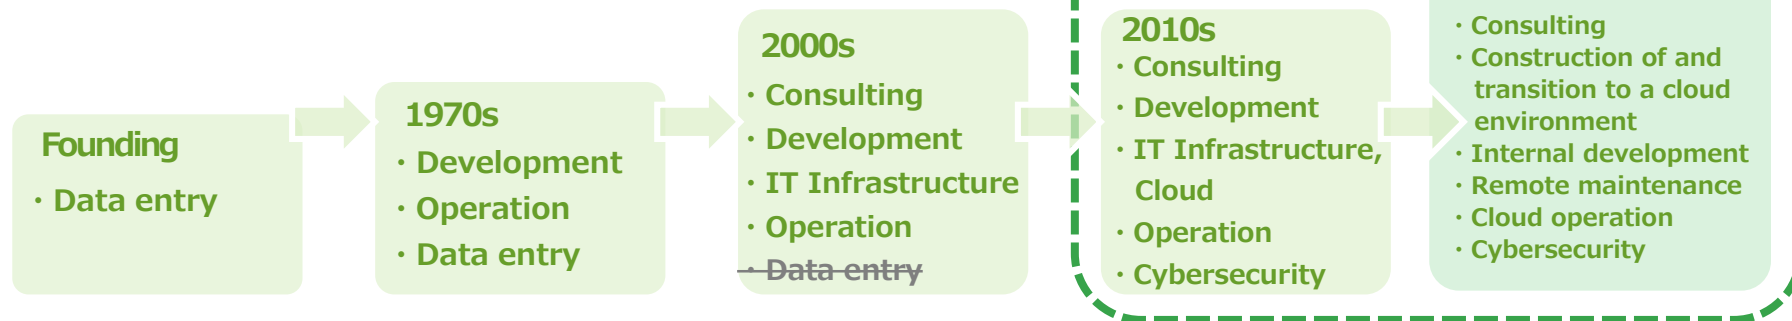 Founding
・Data entry
1970s
・Development
・Operation
・Data entry
2000s
・Consulting
・Development
・IT Infrastructure
・Operation
・Data entry
2010s
・Consulting
・Development
・IT Infrastructure,
Cloud
・Operation
・Cybersecurity
・Consulting
・Construction of and
transition to a cloud
environment
・Internal development
・Remote maintenance
・Cloud operation
・Cybersecurity